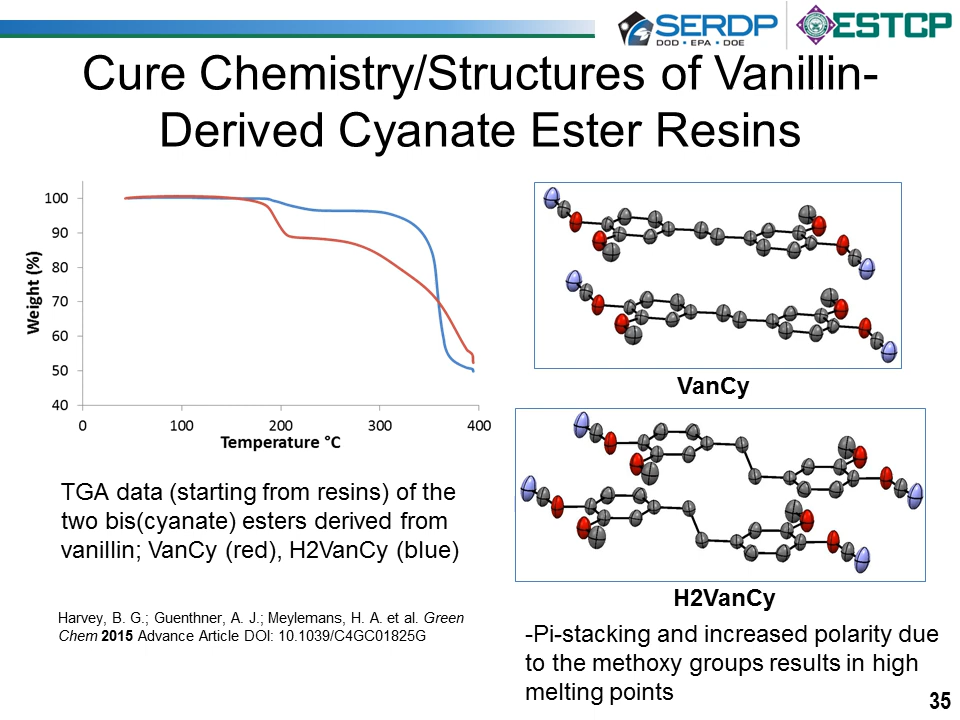 SERDP
DOD • EPA • DOE
ESTCP
Cure Chemistry/Structures of Vanillin-
Derived Cyanate Ester Resins
100
90
80
70
60
50
40
Weight (%)
0 100 200 300 400
Temperature °C
VanCy
H2VanCy
TGA data (starting from resins) of the
two bis(cyanate) esters derived from
vanillin; VanCy (red), H2VanCy (blue)
Harvey, B. G.; Guenthner, A. J.; Meylemans, H. A. et al. Green
Chem 2015 Advance Article DOI: 10.1039/C4GC01825G
-Pi-stacking and increased polarity due
to the methoxy groups results in high
melting points
35